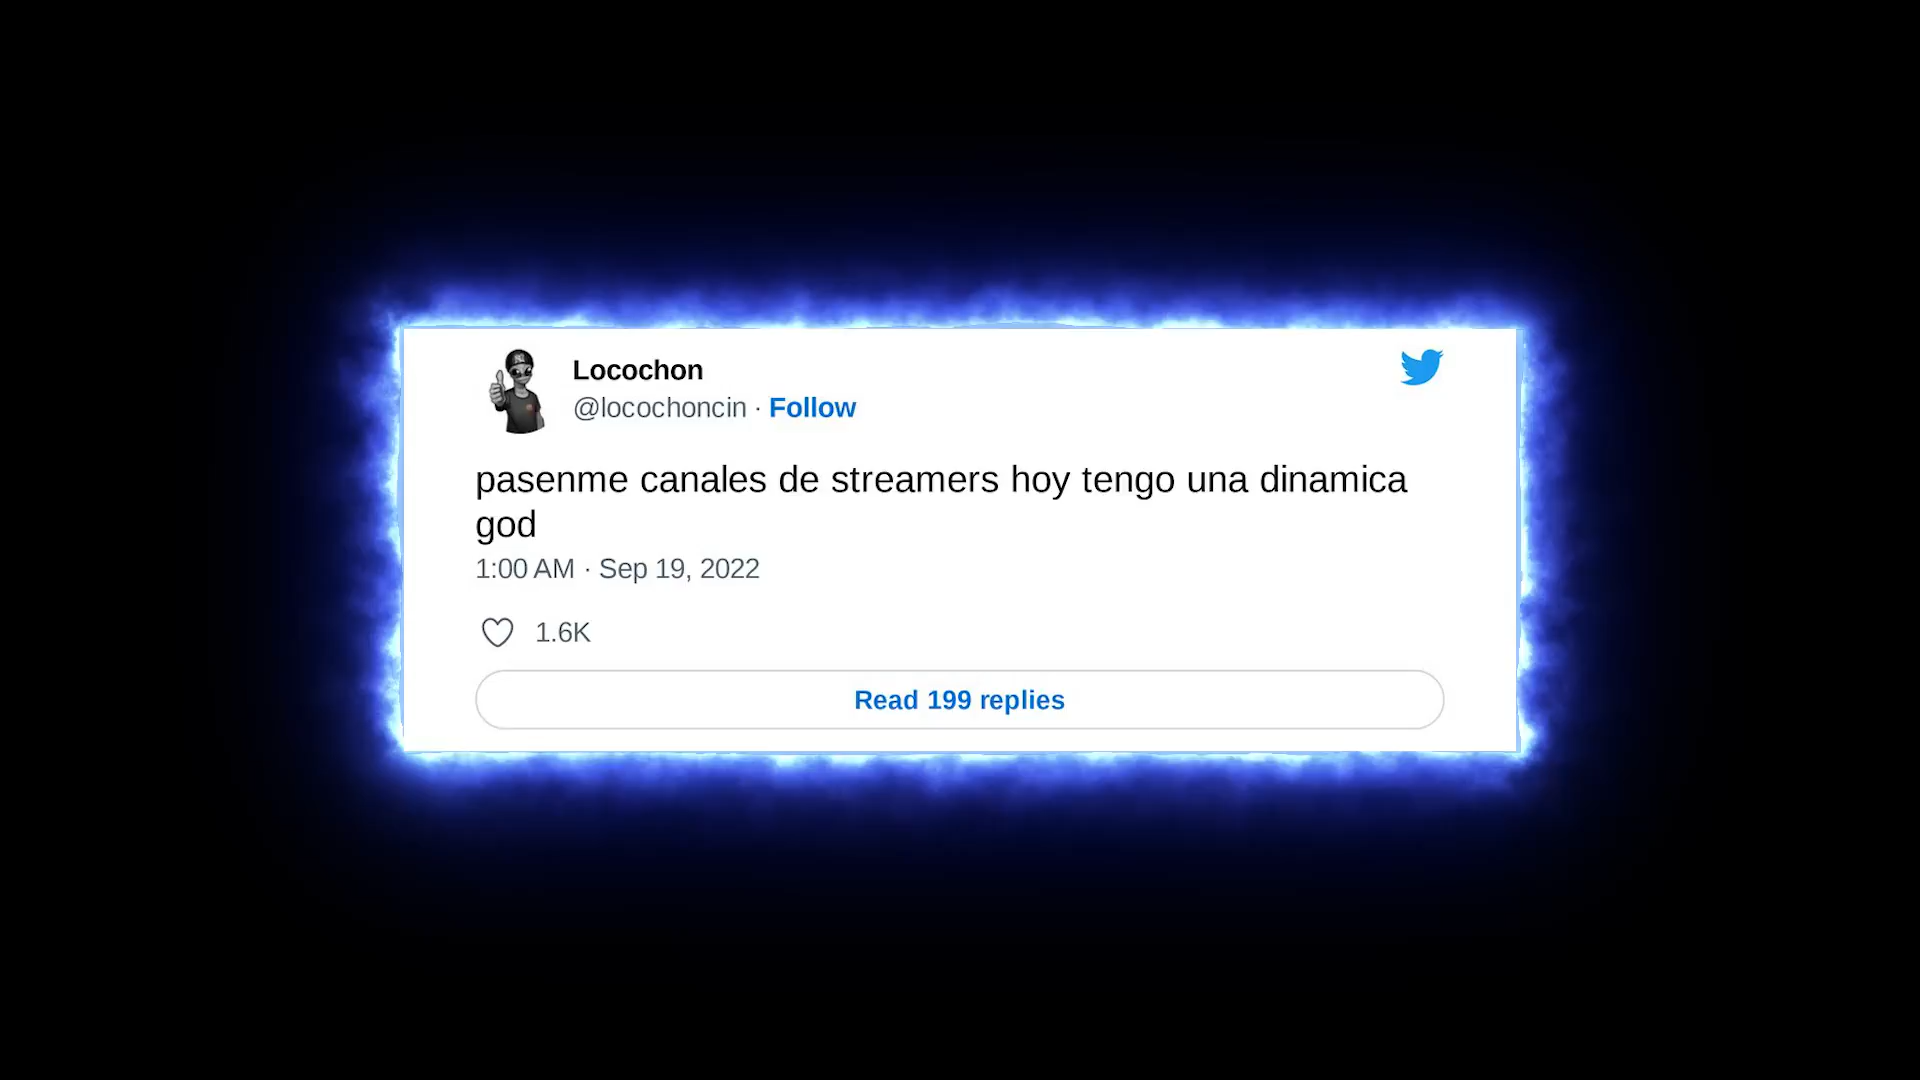 Locochon
@locochoncin · Follow
pasenme canales de streamers hoy tengo una dinamica
god
1:00 AM · Sep 19, 2022
1.6K
Read 199 replies